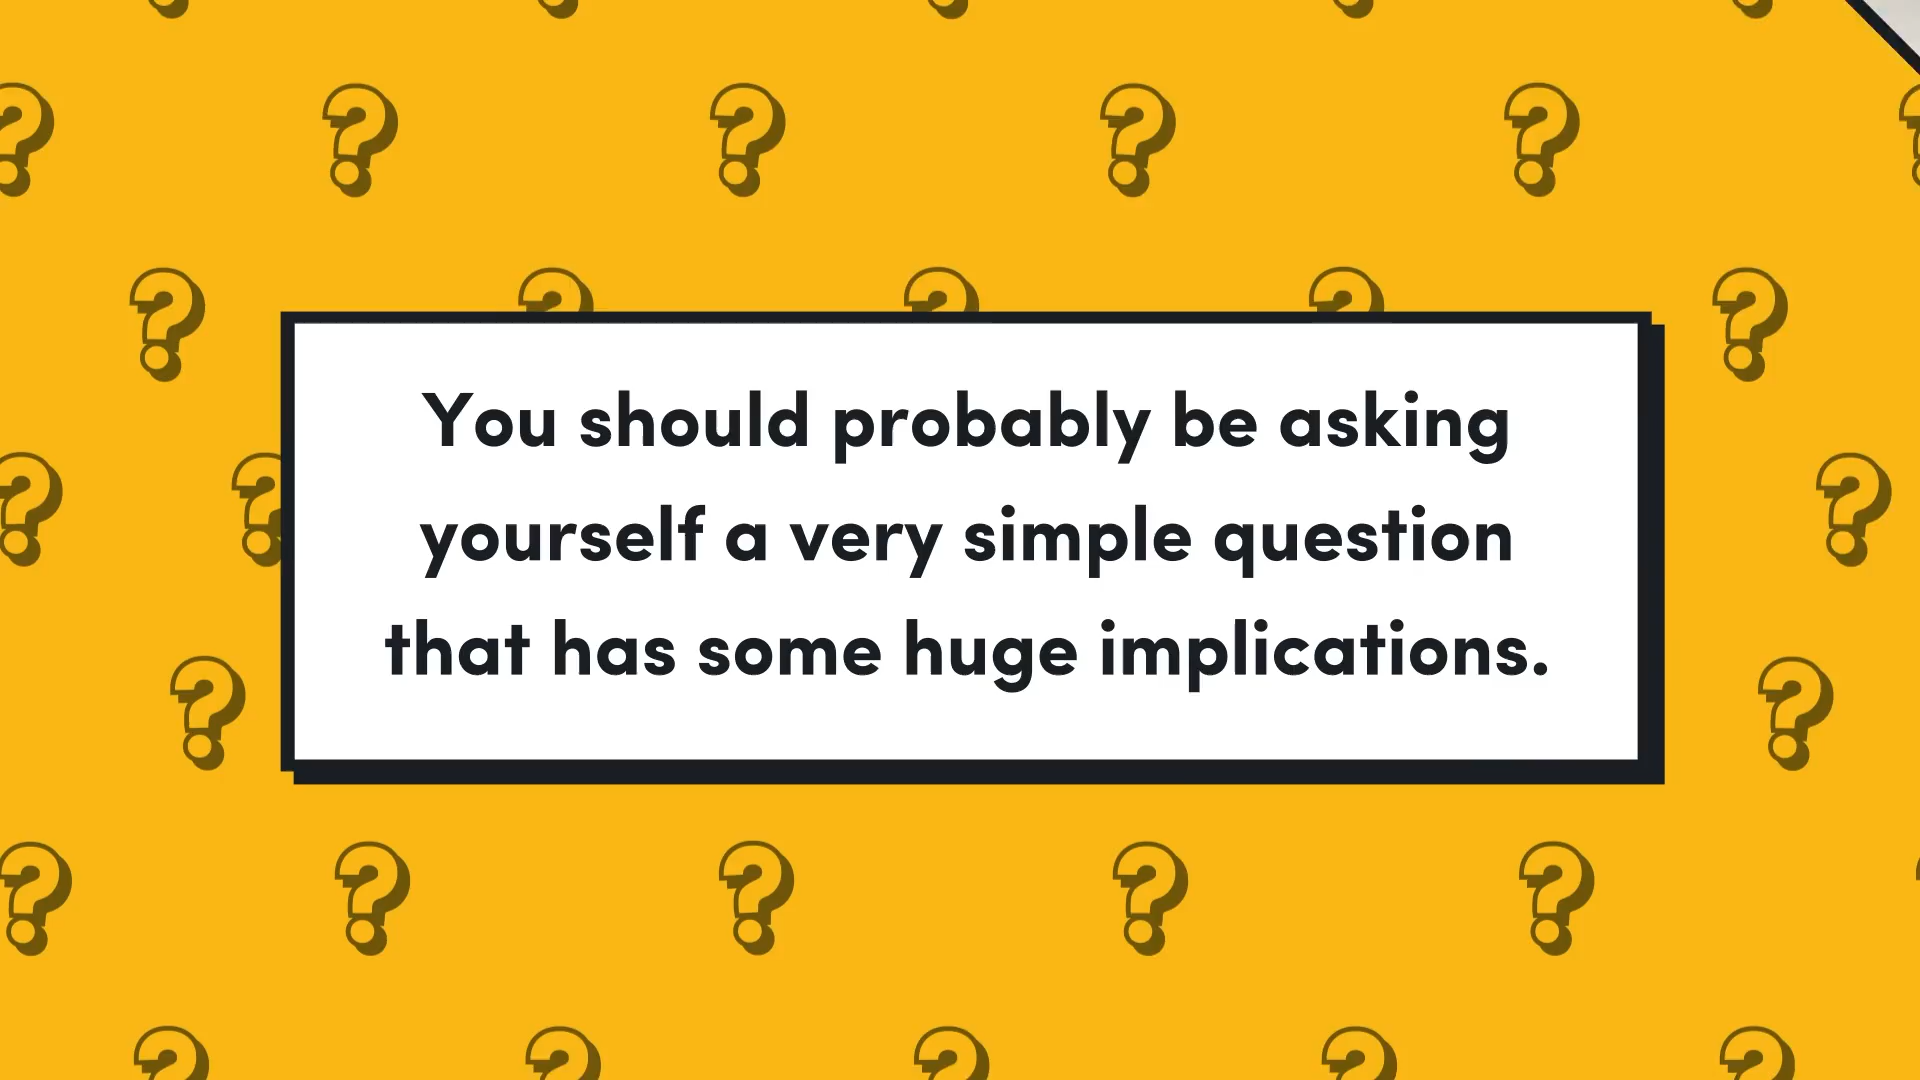 You should probably be asking
yourself a very simple question
that has some huge implications.